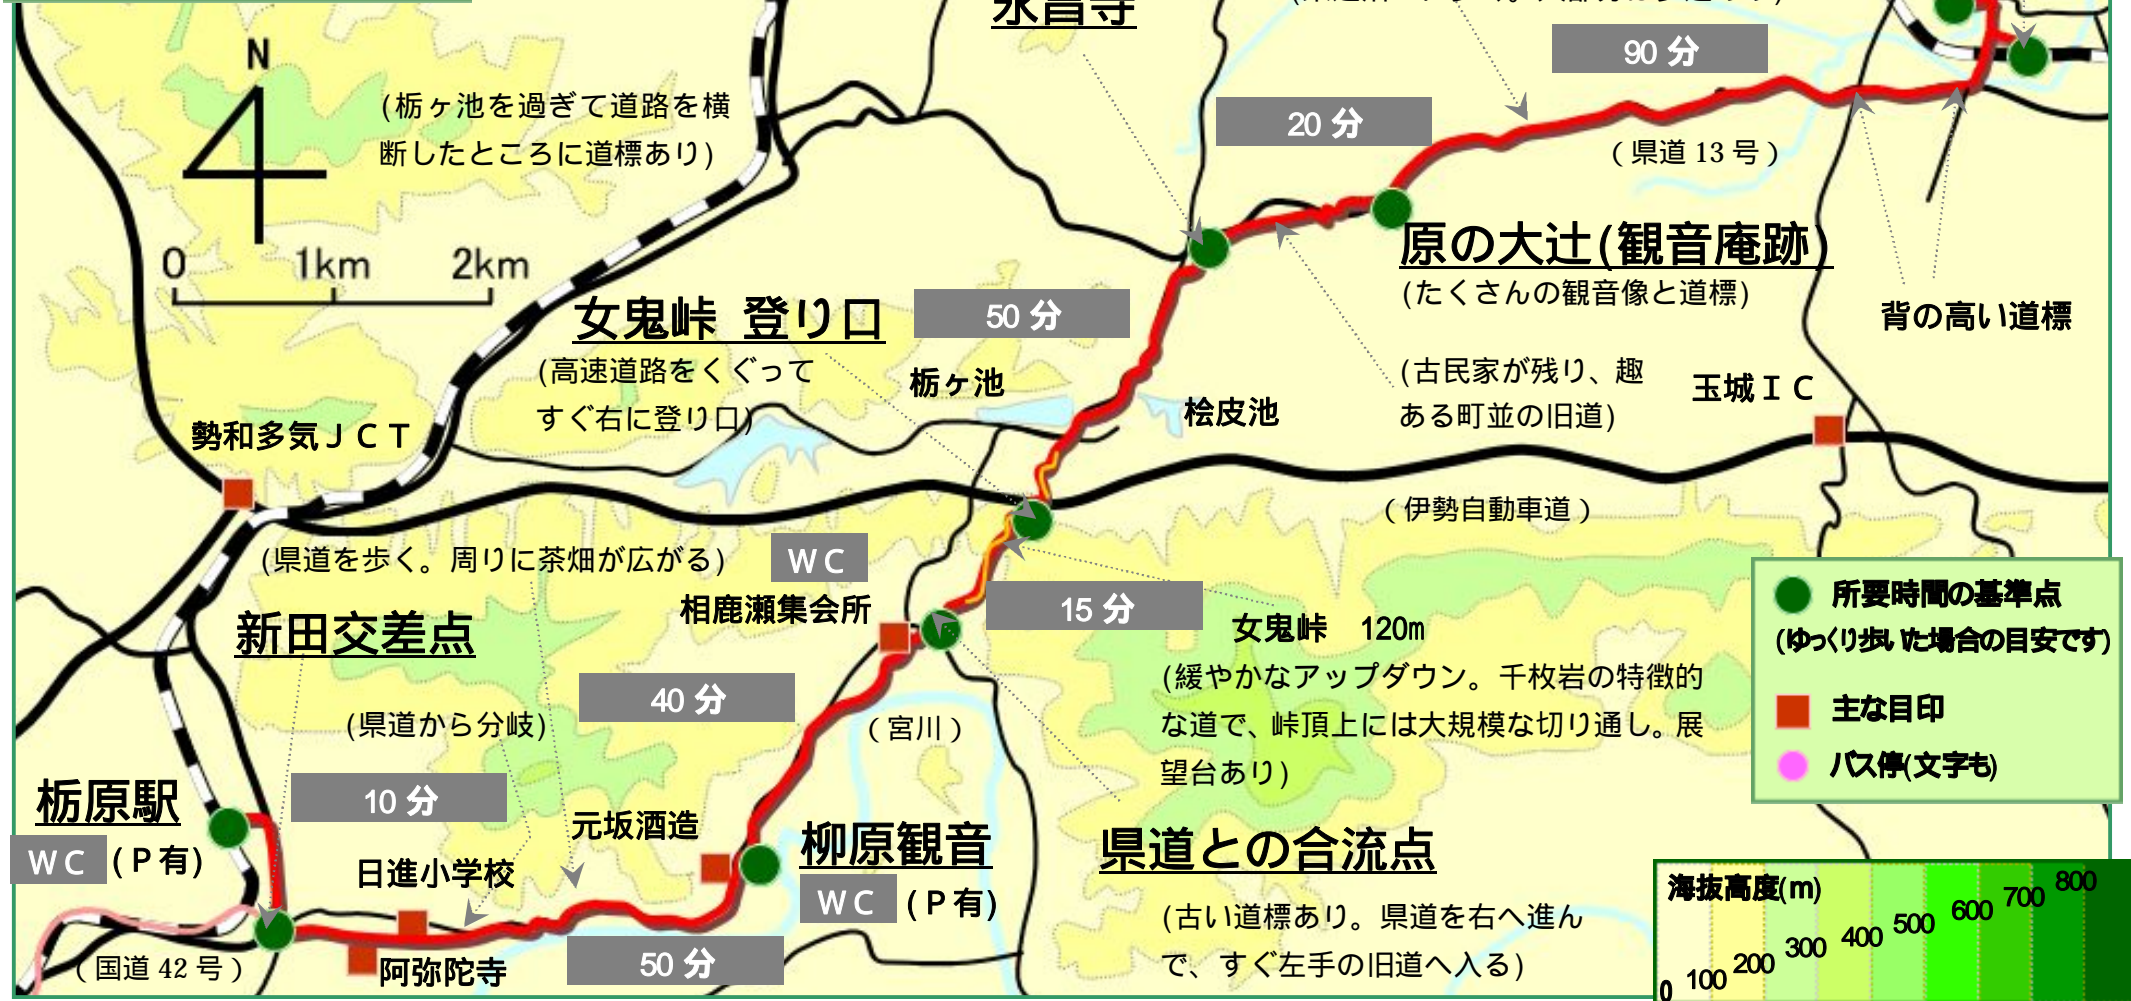 永昌寺
90 分
N
(栃ヶ池を過ぎて道路を横
断したところに道標あり)
20 分
(県道 13 号)
原の大辻(観音庵跡)
(たくさんの観音像と道標)
0 1km 2km
女鬼峠 登り口
50 分
背の高い道標
(高速道路をくぐって
すぐ右に登り口)
栃ヶ池
桧皮池
(古民家が残り、趣
ある町並の旧道)
玉城IC
勢和多気JCT
(伊勢自動車道)
(県道を歩く。周りに茶畑が広がる)
WC
相鹿瀬集会所
15 分
新田交差点
女鬼峠 120m
(緩やかなアップダウン。千枚岩の特徴的
な道で、峠頂上には大規模な切り通し。展
望台あり)
所要時間の基準点
(ゆっくり歩いた場合の目安です)
主な目印
バス停(文字も)
40 分
(県道から分岐)
(宮川)
栃原駅
WC (P有)
10 分
元坂酒造
日進小学校
柳原観音
WC (P有)
県道との合流点
(古い道標あり。県道を右へ進ん
で、すぐ左手の旧道へ入る)
(国道 42 号)
阿弥陀寺
50 分
海抜高度(m)
0 100 200 300 400 500 600 700 800